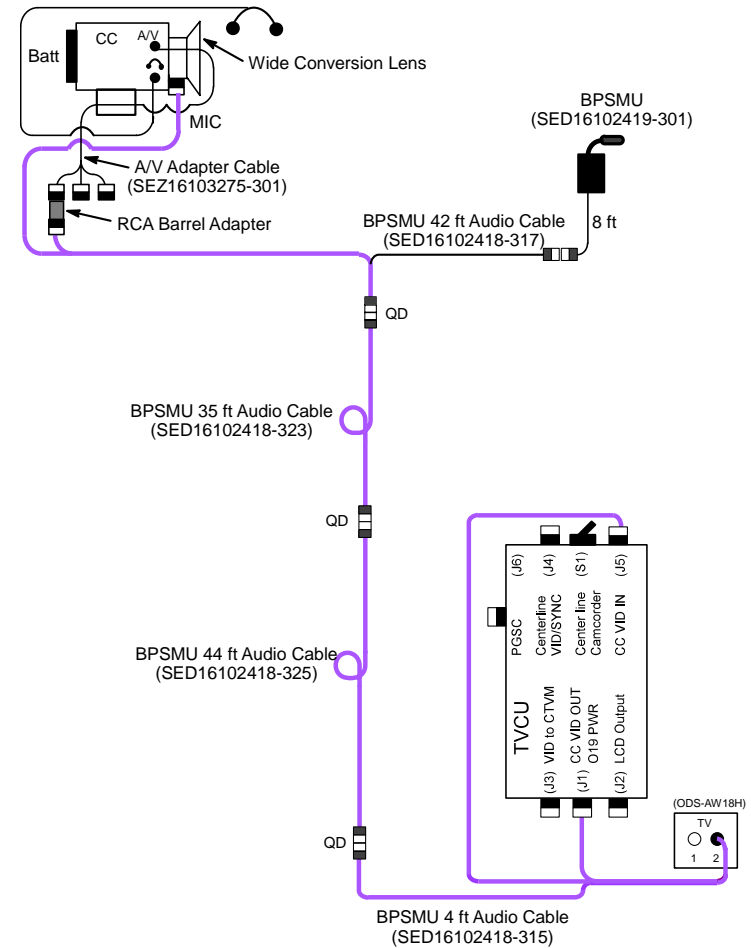 CC
A/V
Batt
Wide Conversion Lens
MIC
A/V Adapter Cable
(SEZ16103275-301)
RCA Barrel Adapter
BPSMU
(SED16102419-301)
8 ft
BPSMU 42 ft Audio Cable
(SED16102418-317)
QD
BPSMU 35 ft Audio Cable
(SED16102418-323)
QD
BPSMU 44 ft Audio Cable
(SED16102418-325)
QD
(J6)
(J4)
(S1)
(J5)
PGSC
Centerline
VID/SYNC
Center line
Camcorder
CC VID IN
TVCU
(J3) VID to CTVM
(J1) CC VID OUT
O19 PWR
(J2) LCD Output
(ODS-AW18H)
TV
1 2
BPSMU 4 ft Audio Cable
(SED16102418-315)